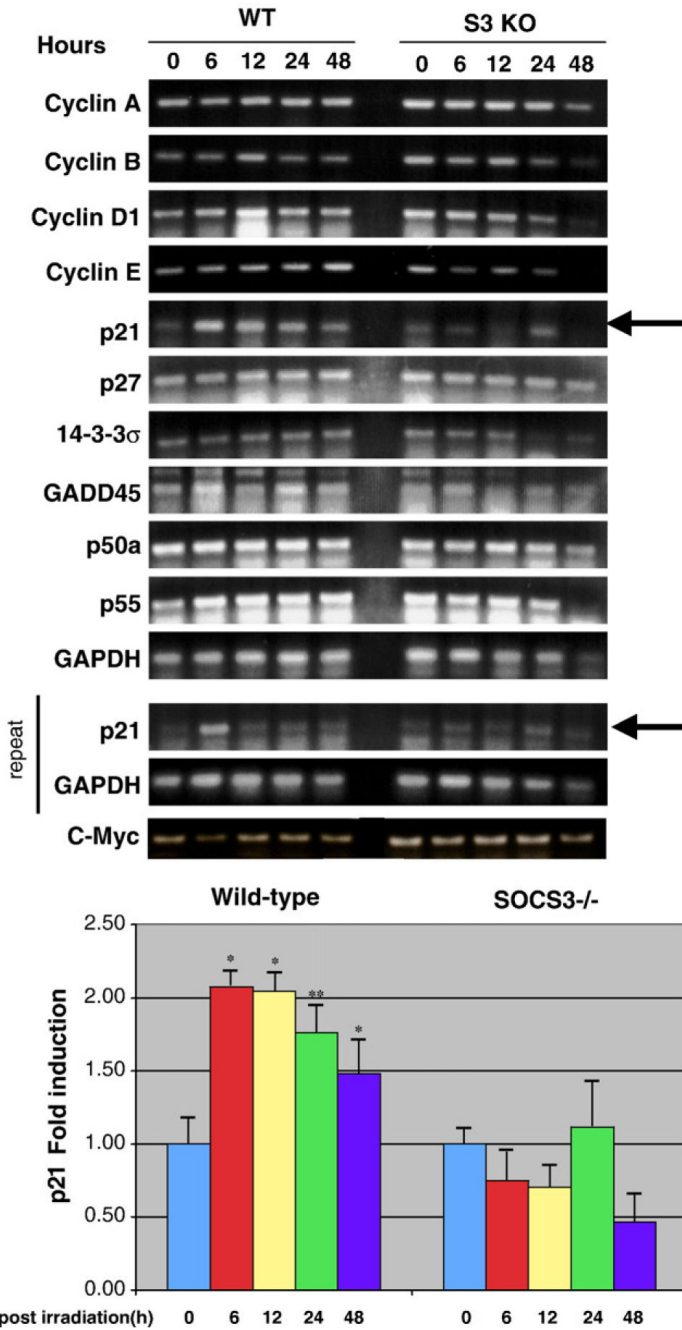 WT S3 KO
Hours
0 6 12 24 48 0 6 12 24 48
Cyclin A
Cyclin B
Cyclin D1
Cyclin E
p21
p27
14-3-3σ
GADD45
p50a
p55
GAPDH
repeat
p21
GAPDH
C-Myc
Wild-type SOCS3-/-
p21 Fold induction
2.50
2.00
1.50
1.00
0.50
0.00
* * ** *
post irradiation(h) 0 6 12 24 48 0 6 12 24 48